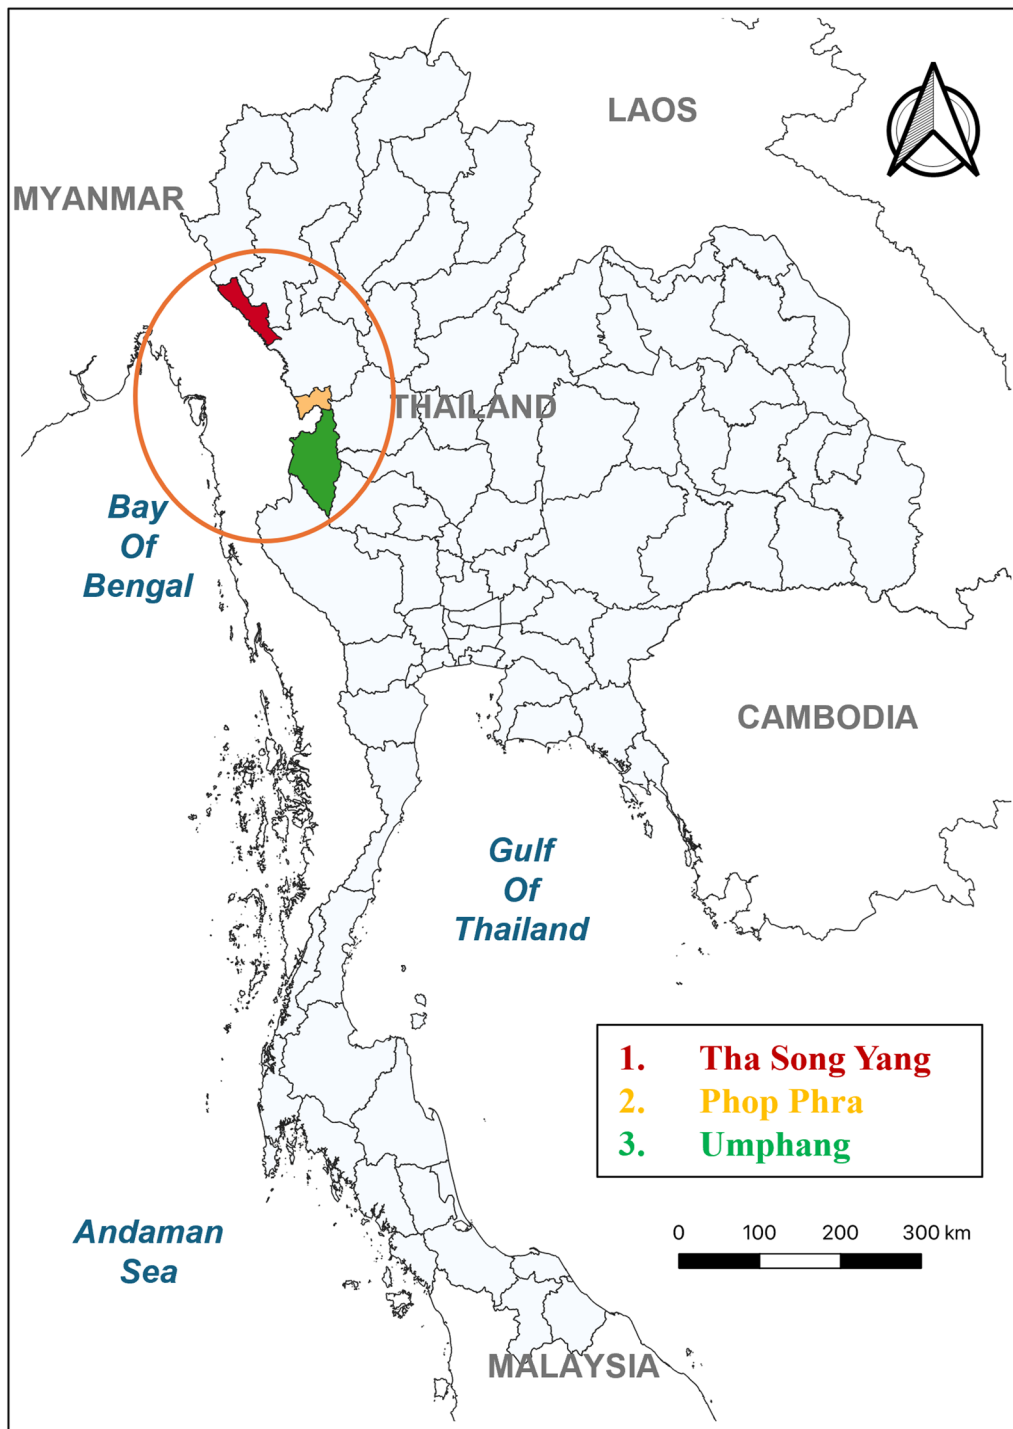 LAOS
MYANMAR
THAILAND
Bay
Of
Bengal
CAMBODIA
Gulf
Of
Thailand
1. Tha Song Yang
2. Phop Phra
3. Umphang
Andaman
Sea
0 100 200 300 km
MALAYSIA